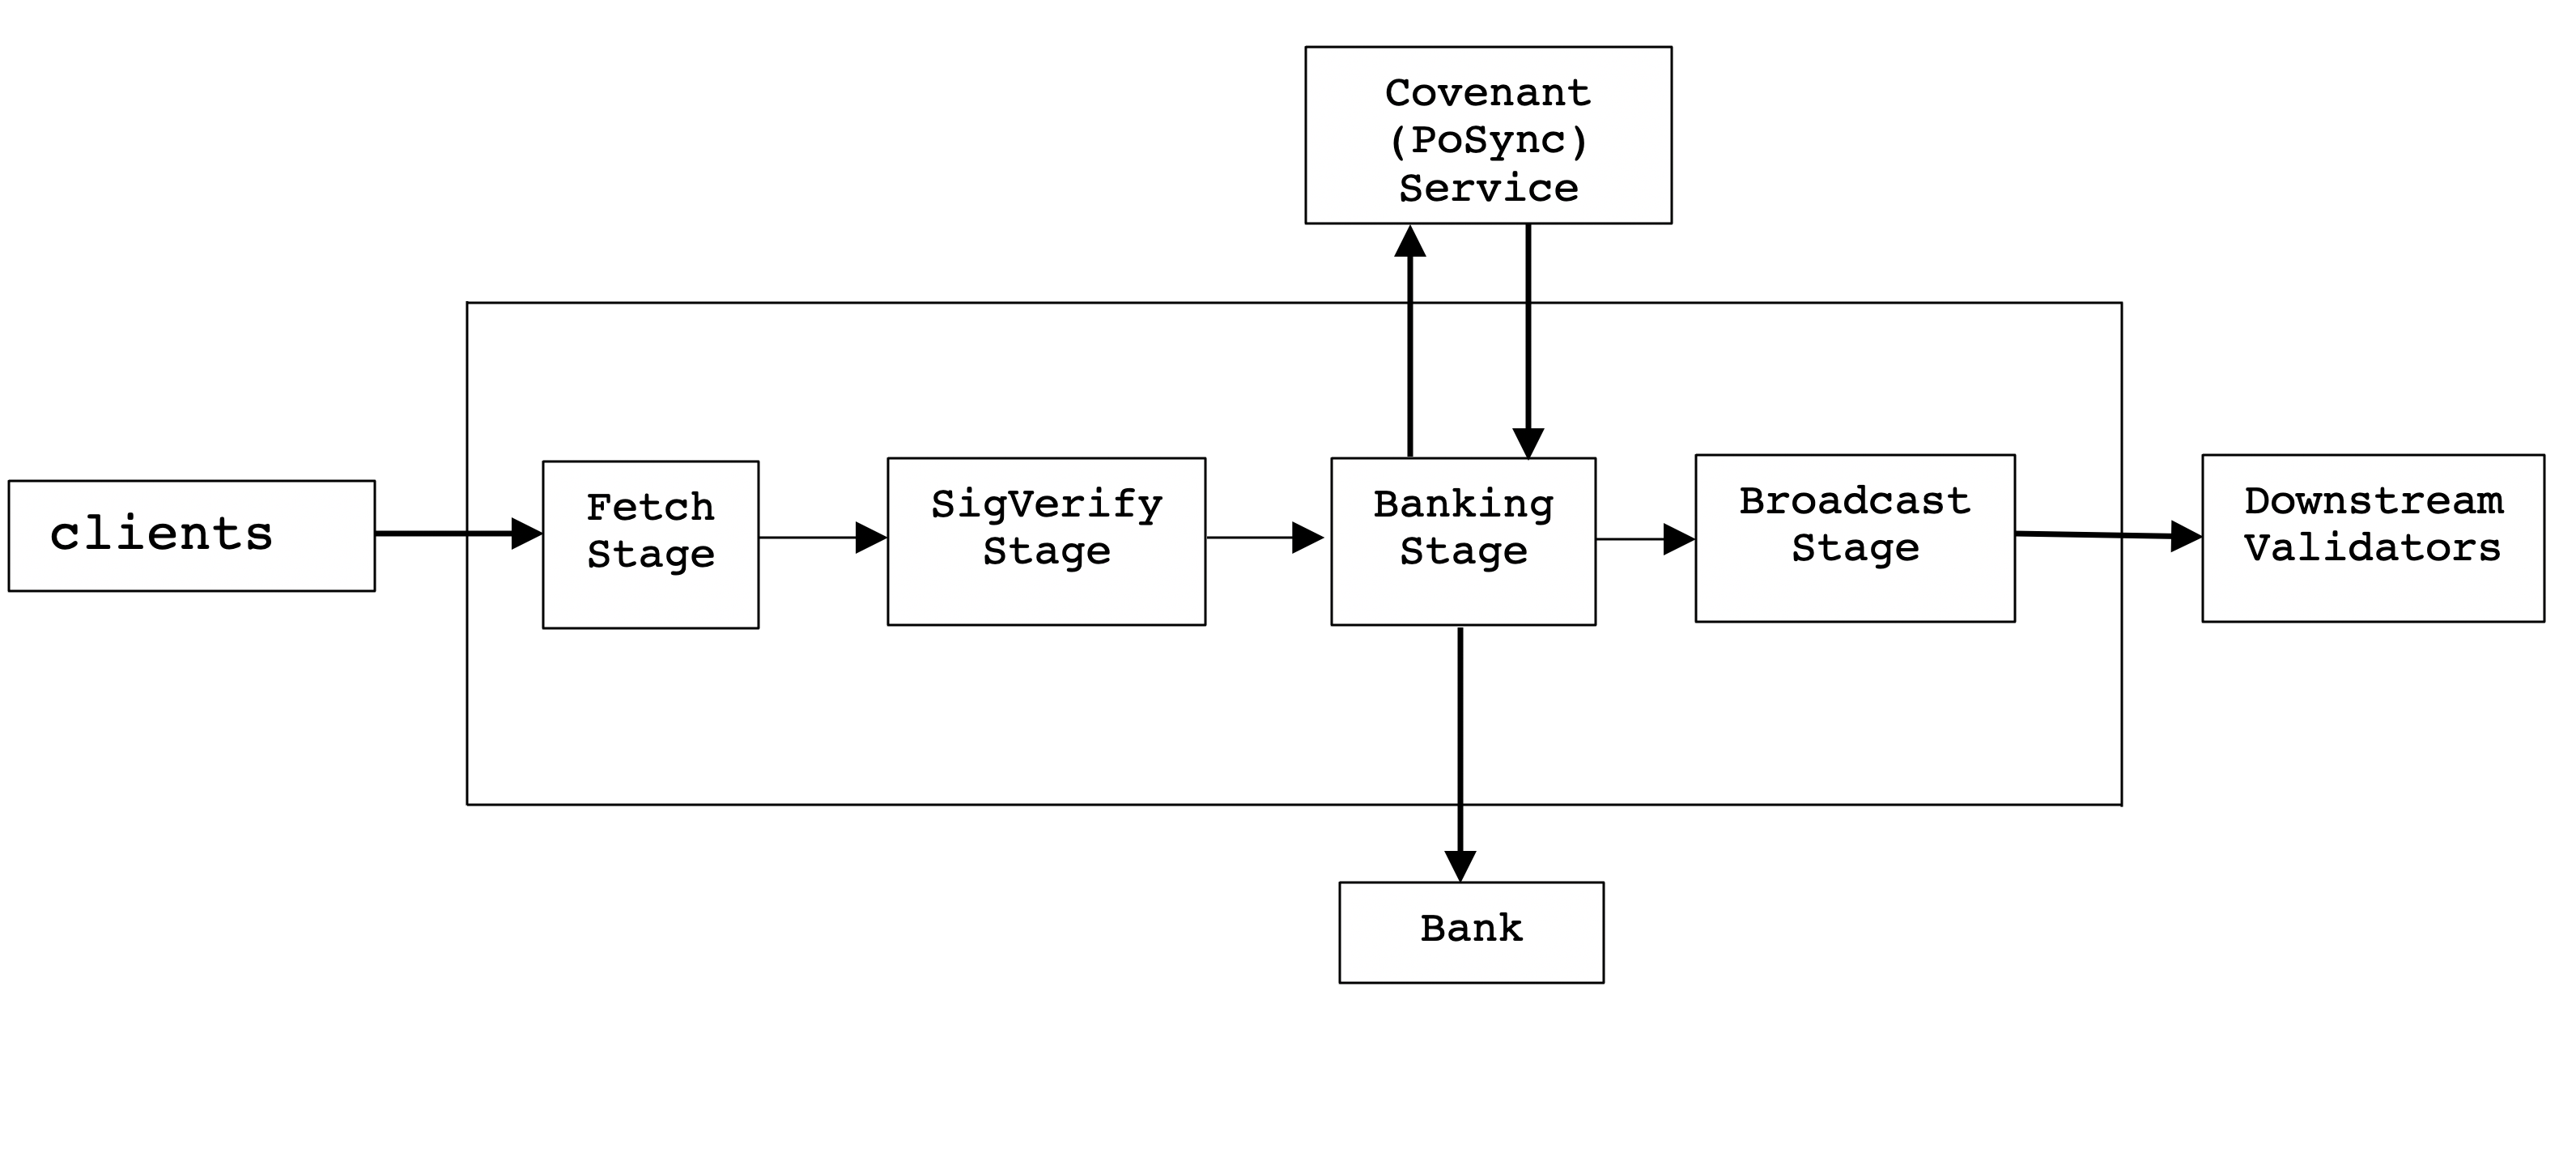 Covenant
(PoSync)
Service
clients
Fetch
Stage
SigVerify
Stage
Banking
Stage
Broadcast
Stage
Downstream
Validators
Bank